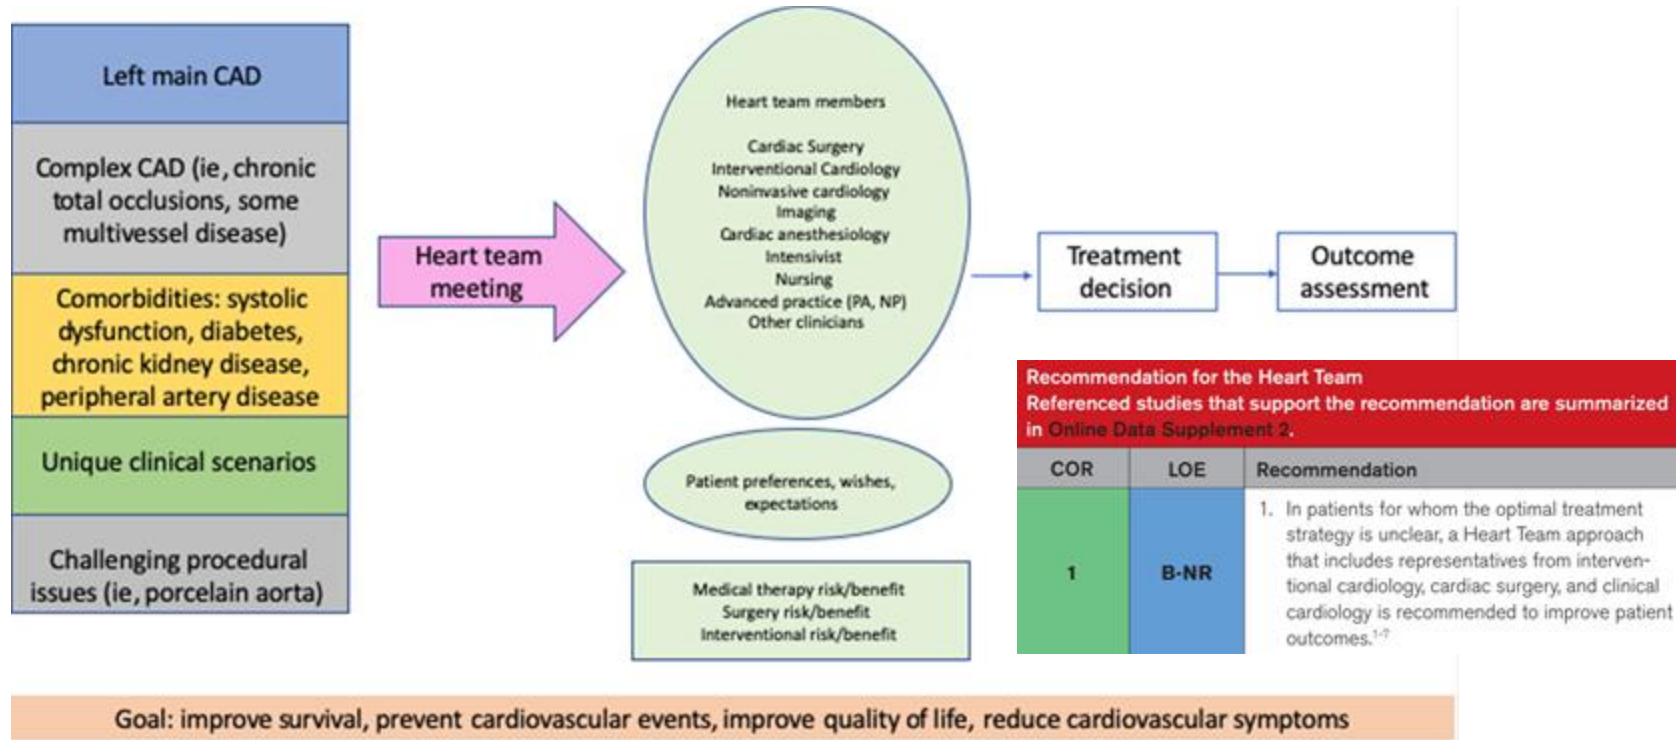 Left main CAD
Complex CAD (ie, chronic
total occlusions, some
multivessel disease)
Comorbidities: systolic
dysfunction, diabetes,
chronic kidney disease,
peripheral artery disease
Unique clinical scenarios
Challenging procedural
issues (ie, porcelain aorta)
Heart team
meeting
Heart team members
Cardiac Surgery
Interventional Cardiology
Noninvasive cardiology
Imaging
Cardiac anesthesiology
Intensivist
Nursing
Advanced practice (PA, NP)
Other clinicians
Patient preferences, wishes,
expectations
Medical therapy risk/benefit
Surgery risk/benefit
Interventional risk/benefit
Treatment
decision
Outcome
assessment
Recommendation for the Heart Team
Referenced studies that support the recommendation are summarized
in Online Data Supplement 2.
COR LOE Recommendation
1 B-NR
1. In patients for whom the optimal treatment
strategy is unclear, a Heart Team approach
that includes representatives from interven-
tional cardiology, cardiac surgery, and clinical
cardiology is recommended to improve patient
outcomes.1-7
Goal: improve survival, prevent cardiovascular events, improve quality of life, reduce cardiovascular symptoms